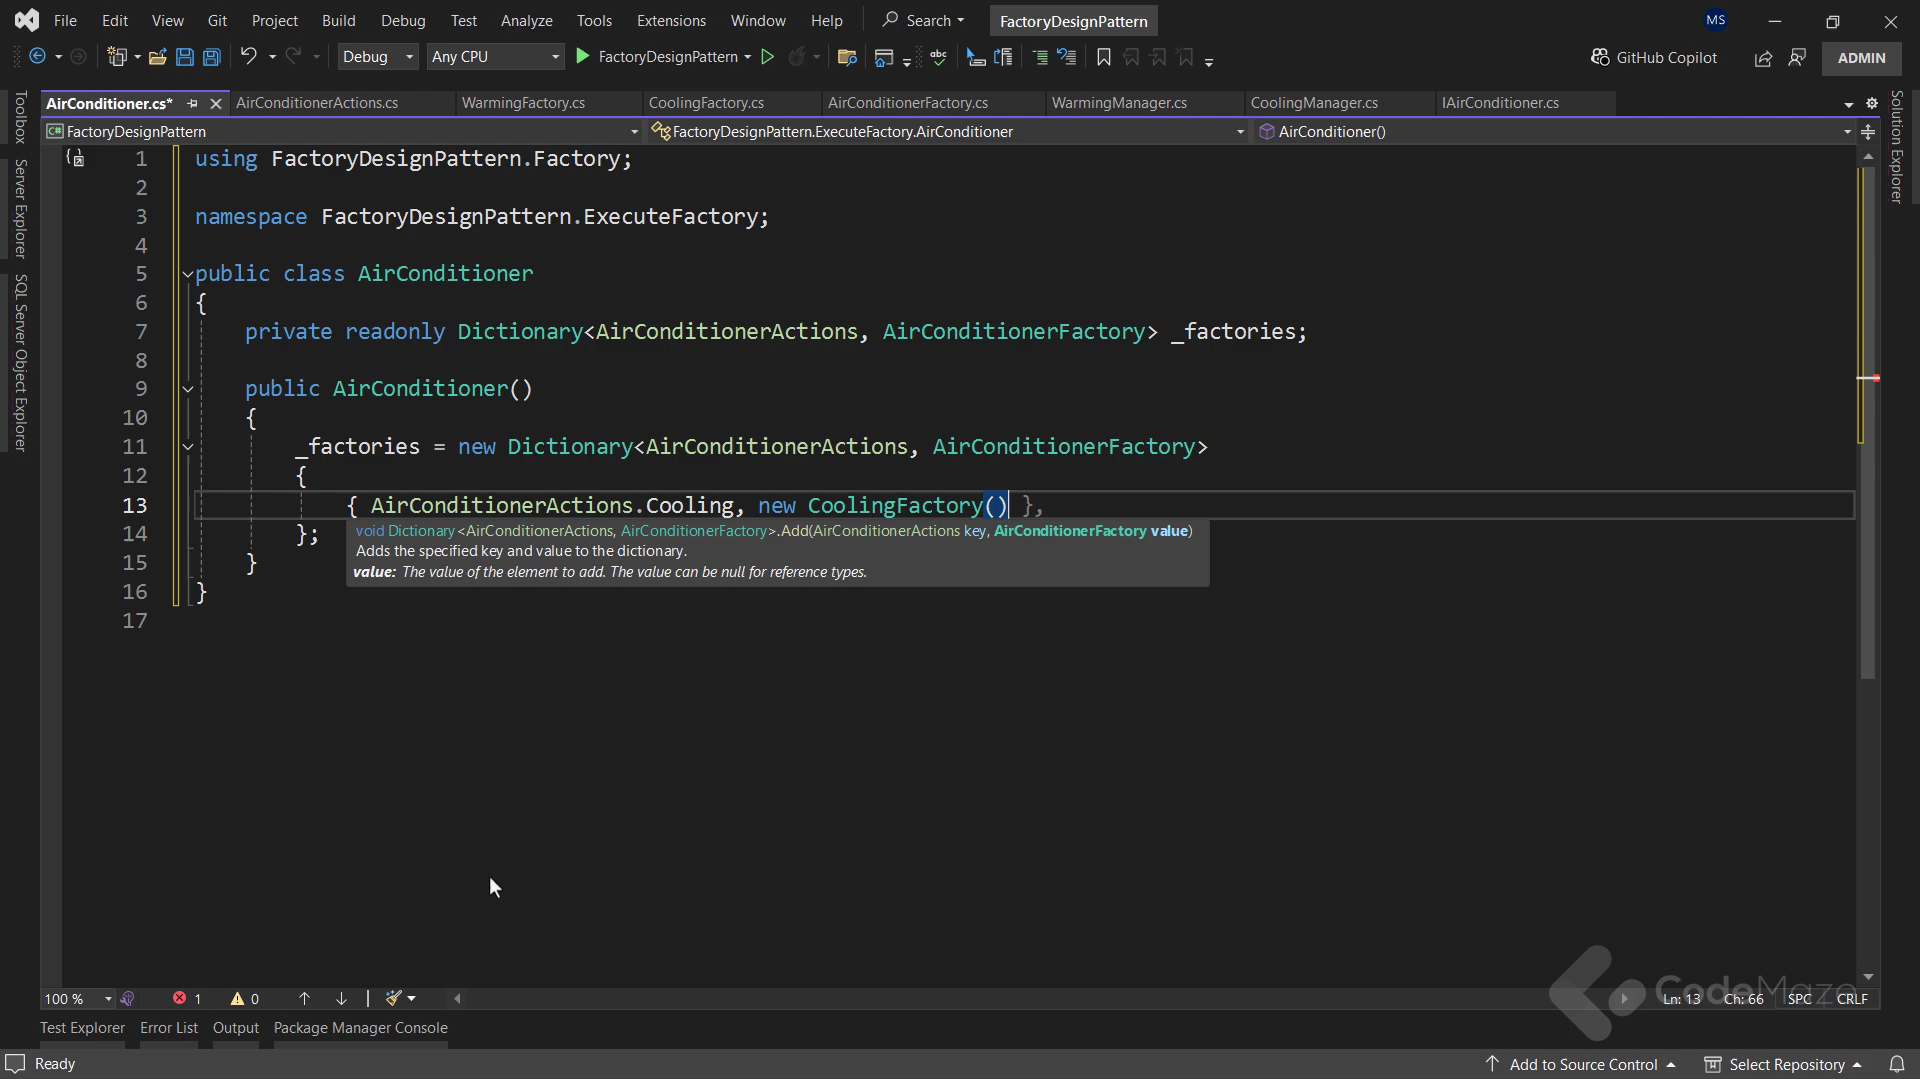 File Edit View Git Project Build Debug Test Analyze Tools Extensions Window Help Search FactoryDesignPattern MS
Debug Any CPU FactoryDesignPattern abc GitHub Copilot ADMIN
AirConditioner.cs* AirConditionerActions.cs WarmingFactory.cs CoolingFactory.cs AirConditionerFactory.cs WarmingManager.cs CoolingManager.cs IAirConditioner.cs
C# FactoryDesignPattern FactoryDesignPattern.ExecuteFactory.AirConditioner AirConditioner()
Toolbox
Server Explorer
SQL Server Object Explorer
Solution Explorer
1 using FactoryDesignPattern.Factory;
2
3 namespace FactoryDesignPattern.ExecuteFactory;
4
5 public class AirConditioner
6 {
7 private readonly Dictionary<AirConditionerActions, AirConditionerFactory> _factories;
8
9 public AirConditioner()
10 {
11 _factories = new Dictionary<AirConditionerActions, AirConditionerFactory>
12 {
13 { AirConditionerActions.Cooling, new CoolingFactory() },
14 };
15 }
16 }
17
void Dictionary<AirConditionerActions, AirConditionerFactory>.Add(AirConditionerActions key, AirConditionerFactory value)
Adds the specified key and value to the dictionary.
value: The value of the element to add. The value can be null for reference types.
CodeMaze
100 % 1 0 Ln: 13 Ch: 66 SPC CRLF
Test Explorer Error List Output Package Manager Console
Ready Add to Source Control Select Repository